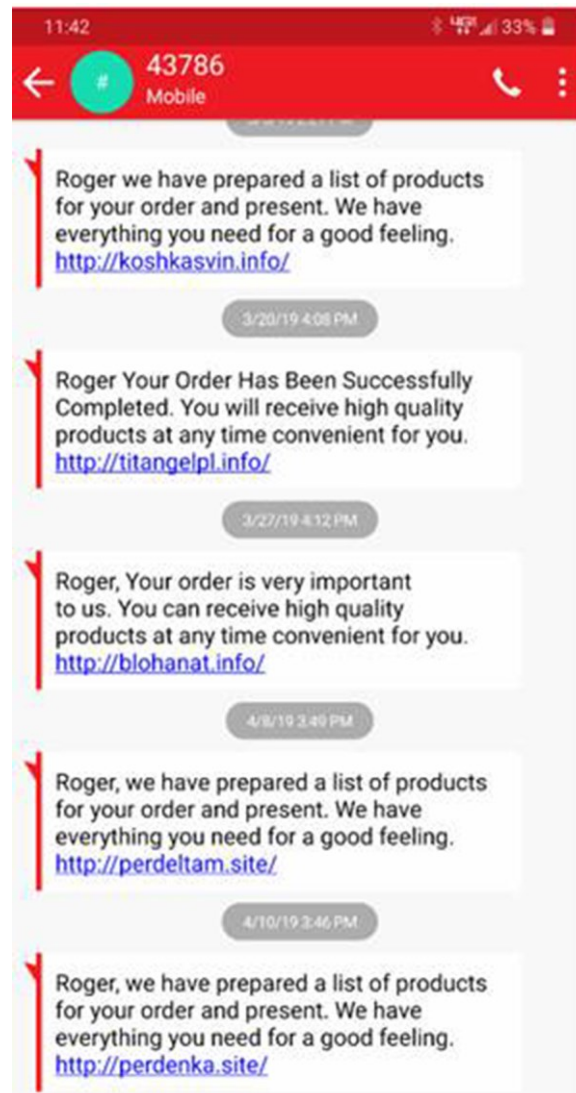 11:42
33%
#
43786
Mobile
Roger we have prepared a list of products
for your order and present. We have
everything you need for a good feeling.
http://koshkasvin.info/
3/20/19 4:08 PM
Roger Your Order Has Been Successfully
Completed. You will receive high quality
products at any time convenient for you.
http://titangelpl.info/
3/27/19 4:12 PM
Roger, Your order is very important
to us. You can receive high quality
products at any time convenient for you.
http://blohanat.info/
4/8/19 3:49 PM
Roger, we have prepared a list of products
for your order and present. We have
everything you need for a good feeling.
http://perdeltam.site/
4/10/19 3:46 PM
Roger, we have prepared a list of products
for your order and present. We have
everything you need for a good feeling.
http://perdenka.site/